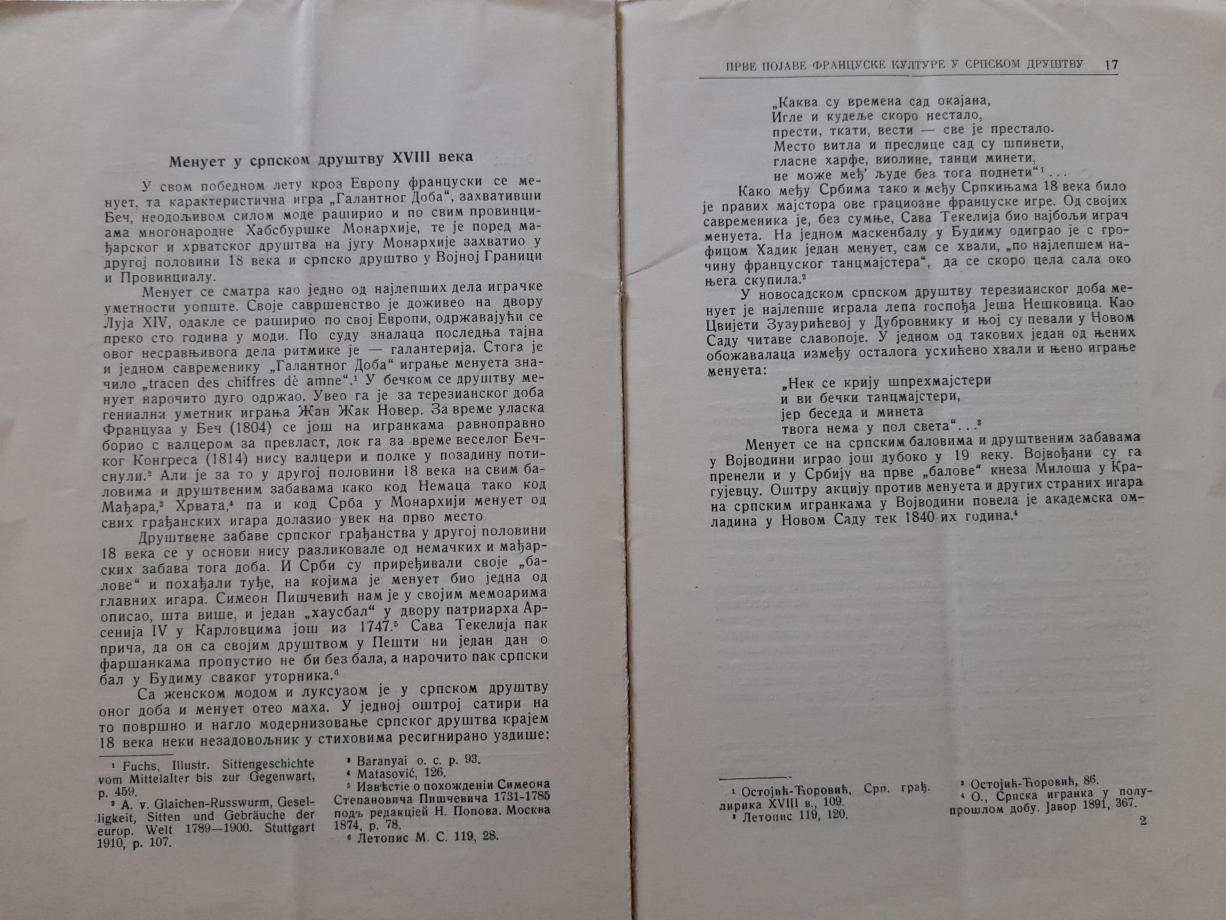 Менует у српском друштву XVIII века
У свом победном лету кроз Европу француски се ме-
нует, та карактеристична игра „Галантног Доба“, захвативши
Беч, неодољивом силом моде раширио и по свим провинци-
ама многонародне Хабсбуршке Монархије, те је поред ма-
ђарског и хрватског друштва на југу Монархије захватио у
другој половини 18 века и српско друштво у Војној Граници
и Провинциалу.
Менует се сматра као једно од најлепших дела играчке
уметности уопште. Своје савршенство је доживео на двору
Луја XIV, одакле се раширио по свој Европи, одржавајући се
преко сто година у моди. По суду зналаца последња тајна
овог несравњивога дела ритмике је — галантерија. Стога је
и једном савременику „Галантног Доба“ играње менуета зна-
чило „tracen des chiffres dè amne“.¹ У бечком се друштву ме-
нует нарочито дуго одржао. Увео га је за терезианског доба
гениални уметник играња Жан Жак Новер. За време уласка
Француза у Беч (1804) се још на игранкама равноправно
борио с валцером за превласт, док га за време веселог Беч-
ког Конгреса (1814) нису валцери и полке у позадину поти-
снули.² Али је за то у другој половини 18 века на свим ба-
ловима и друштвеним забавама како код Немаца тако код
Мађара,³ Хрвата,⁴ па и код Срба у Монархији менует од
свих грађанских игара долазио увек на прво место
Друштвене забаве српског грађанства у другој половини
18 века се у основи нису разликовале од немачких и мађар-
ских забава тога доба. И Срби су приређивали своје „ба-
лове“ и похађали туђе, на којима је менует био једна од
главних игара. Симеон Пишчевић нам је у својим мемоарима
описао, шта више, и један „хаусбал“ у двору патриарха Ар-
сенија IV у Карловцима још из 1747.⁵ Сава Текелија пак
прича, да он са својим друштвом у Пешти ни један дан о
фаршанкама пропустио не би без бала, а нарочито пак српски
бал у Будиму сваког уторника.⁶
Са женском модом и луксузом је у српском друштву
оног доба и менует отео маха. У једној оштрој сатири на
то површно и нагло модернизовање српског друштва крајем
18 века неки незадовољник у стиховима ресигнирано уздише:
¹ Fuchs, Illustr. Sittengeschichte
vom Mittelalter bis zur Gegenwart,
p. 459.
² A. v. Glaichen-Russwurm, Gesel-
ligkeit, Sitten und Gebräuche der
europ. Welt 1789—1900. Stuttgart
1910, p. 107.
³ Baranyai o. c. p. 93.
⁴ Matasović, 126.
⁵ Извѣстіе о похожденіи Симеона
Степановича Пишчевича 1731-1785
подъ редакцией Н. Попова. Москва
1874, p. 78.
⁶ Летопис М. С. 119, 28.
ПРВЕ ПОЈАВЕ ФРАНЦУСКЕ КУЛТУРЕ У СРПСКОМ ДРУШТВУ 17
„Каква су времена сад окајана,
Игле и кудеље скоро нестало,
прести, ткати, вести — све је престало.
Место витла и преслице сад су шпинети,
гласне харфе, виолине, танци минети,
не може међ’ људе без тога поднети“¹ . . .
Како међу Србима тако и међу Српкињама 18 века било
је правих мајстора ове грациозне француске игре. Од својих
савременика је, без сумње, Сава Текелија био најбољи играч
менуета. На једном маскенбалу у Будиму одиграо је с гро-
фицом Хадик један менует, сам се хвали, „по најлепшем на-
чину француског танцмајстера“, да се скоро цела сала око
њега скупила.²
У новосадском српском друштву терезианског доба ме-
нует је најлепше играла лепа госпођа Јеша Нешковица. Као
Цвијети Зузурићевој у Дубровнику и њој су певали у Новом
Саду читаве славопоје. У једном од таковиx један од њених
обожавалаца између осталога усхићено хвали и њено играње
менуета:
„Нек се крију шпрехмајстери
и ви бечки танцмајстери,
јер беседа и минета
твога нема у пол света“. . .³
Менует се на српским баловима и друштвеним забавама
у Војводини играо још дубоко у 19 веку. Војвођани су га
пренели и у Србију на прве „балове“ кнеза Милоша у Кра-
гујевцу. Оштру акцију против менуета и других страних игара
на српским игранкама у Војводини повела је академска ом-
ладина у Новом Саду тек 1840-их година.⁴
¹ Остојић-Ћоровић, Срп. грађ.
лирика XVIII в., 109.
² Летопис 119, 120.
³ Остојић-Ћоровић, 86.
⁴ О., Српска игранка у полу-
прошлом добу. Јавор 1891, 367.
2